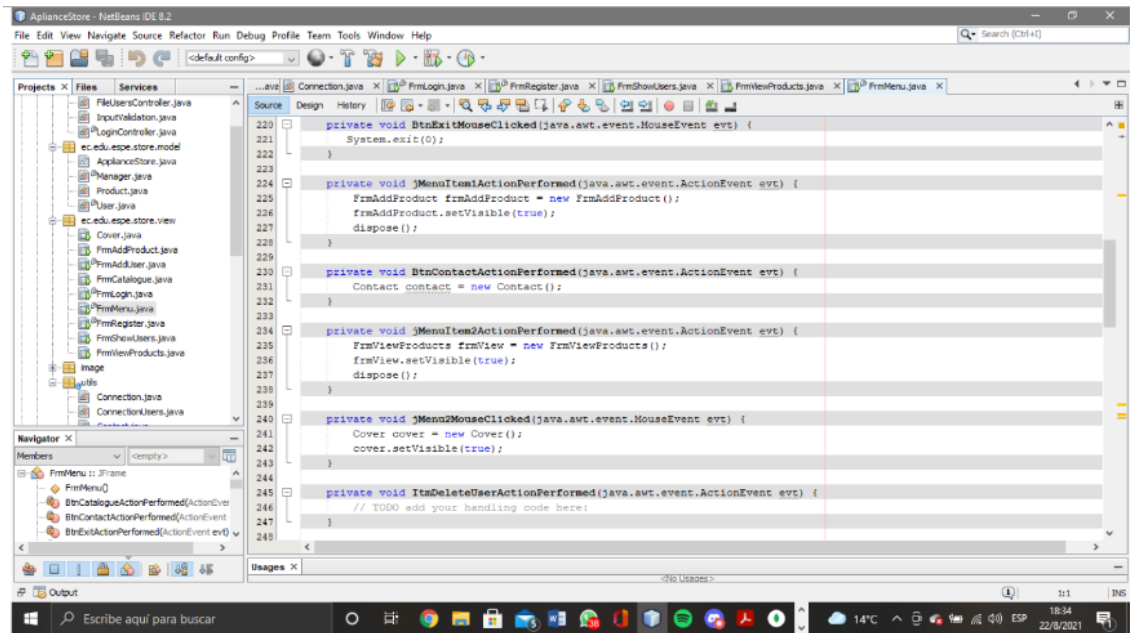 AplianceStore - NetBeans IDE 8.2
File Edit View Navigate Source Refactor Run Debug Profile Team Tools Window Help
Search (Ctrl+I)
<default config>
Projects Files Services
FileUsersController.java
InputValidation.java
LoginController.java
ec.edu.espe.store.model
ApplianceStore.java
Manager.java
Product.java
User.java
ec.edu.espe.store.view
Cover.java
FrmAddProduct.java
FrmAddUser.java
FrmCatalogue.java
FrmLogin.java
FrmMenu.java
FrmRegister.java
FrmShowUsers.java
FrmViewProducts.java
image
utils
Connection.java
ConnectionUsers.java
Navigator
Members <empty>
FrmMenu :: JFrame
FrmMenu()
BtnCatalogueActionPerformed(ActionEver
BtnContactActionPerformed(ActionEvent
BtnExitActionPerformed(ActionEvent evt)
...ava Connection.java FrmLogin.java FrmRegister.java FrmShowUsers.java FrmViewProducts.java FrmMenu.java
Source Design History
220 private void BtnExitMouseClicked(java.awt.event.MouseEvent evt) {
221 System.exit(0);
222 }
223
224 private void jMenuItem1ActionPerformed(java.awt.event.ActionEvent evt) {
225 FrmAddProduct frmAddProduct = new FrmAddProduct();
226 frmAddProduct.setVisible(true);
227 dispose();
228 }
229
230 private void BtnContactActionPerformed(java.awt.event.ActionEvent evt) {
231 Contact contact = new Contact();
232 }
233
234 private void jMenuItem2ActionPerformed(java.awt.event.ActionEvent evt) {
235 FrmViewProducts frmView = new FrmViewProducts();
236 frmView.setVisible(true);
237 dispose();
238 }
239
240 private void jMenu2MouseClicked(java.awt.event.MouseEvent evt) {
241 Cover cover = new Cover();
242 cover.setVisible(true);
243 }
244
245 private void ItmDeleteUserActionPerformed(java.awt.event.ActionEvent evt) {
246 // TODO add your handling code here:
247 }
248
Usages
<No Usages>
Output
1:1 INS
Escribe aquí para buscar
14°C ESP
18:34
22/8/2021